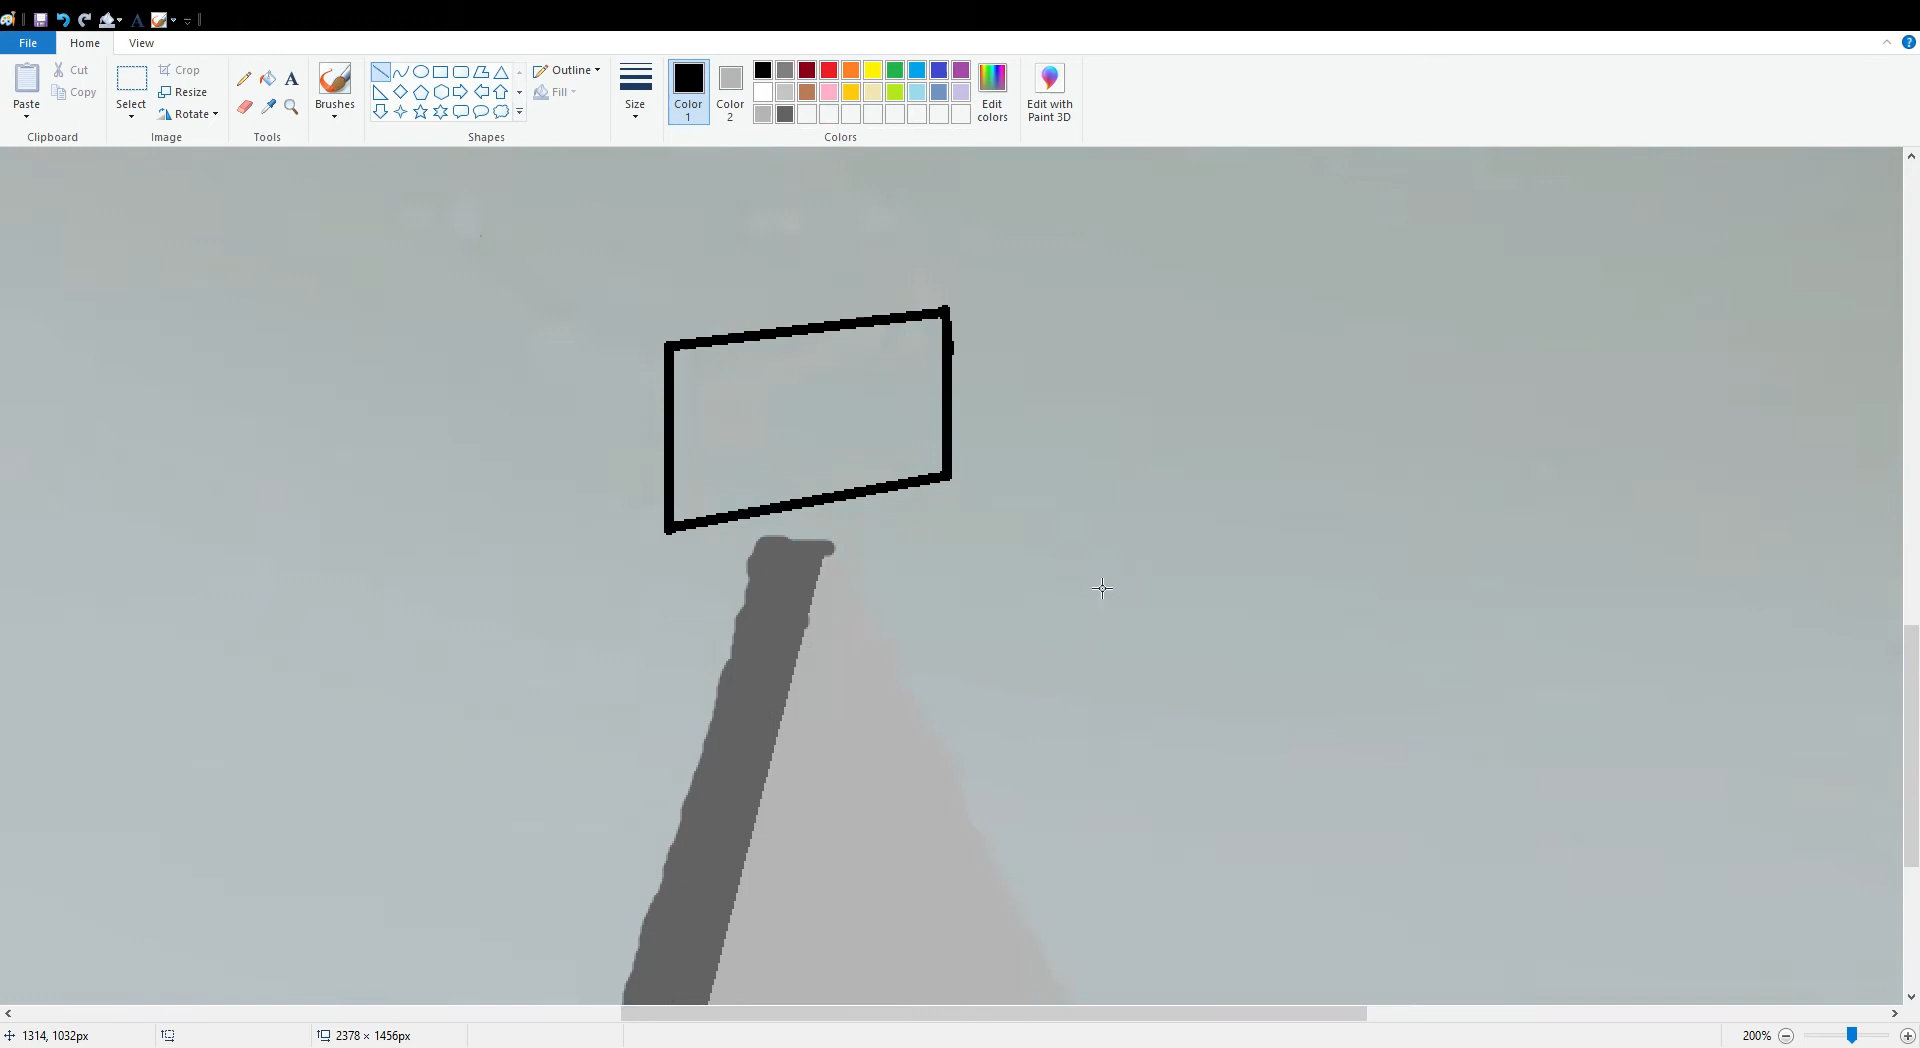 File Home View
Paste Cut Copy Clipboard
Select Crop Resize Rotate Image
A Tools
Brushes
Outline Fill Shapes
Size
Color 1 Color 2 Edit colors Colors
Edit with Paint 3D
1314, 1032px 2378 × 1456px 200%